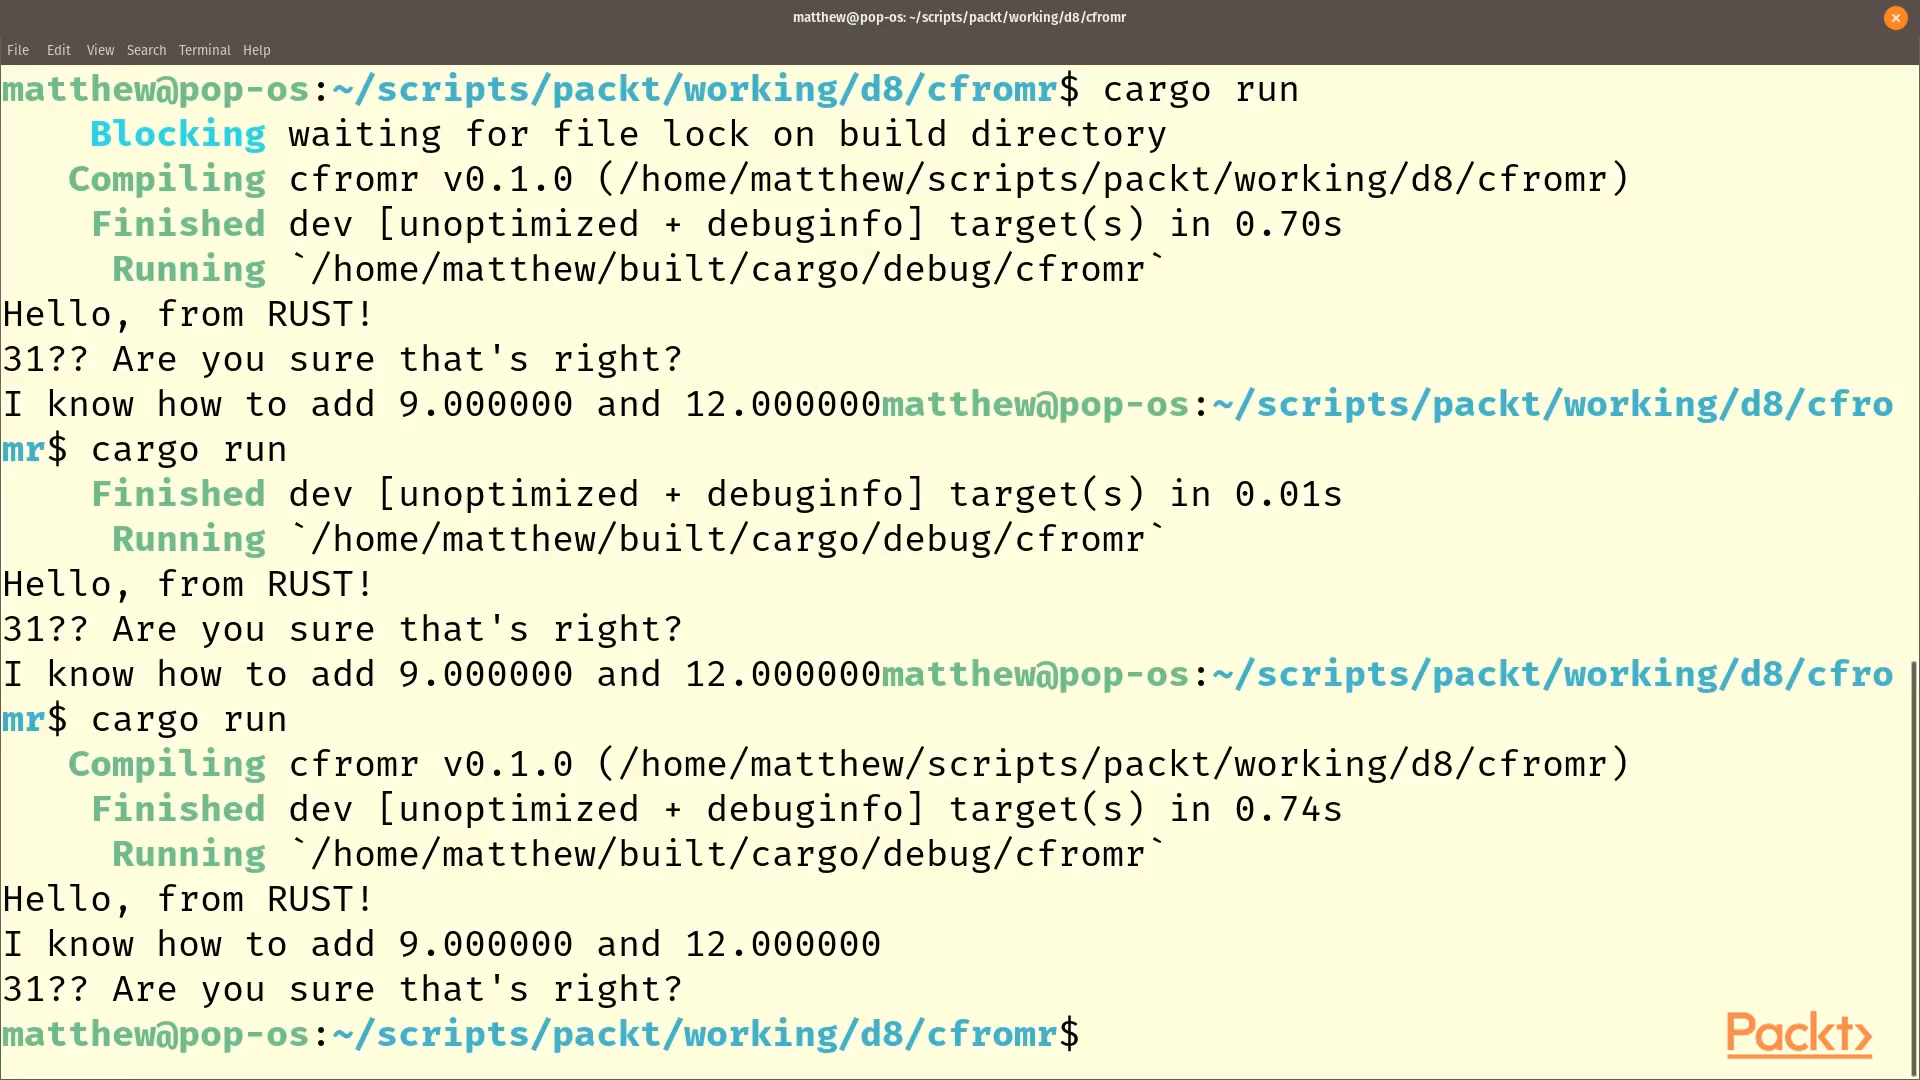 matthew@pop-os: ~/scripts/packt/working/d8/cfromr
File Edit View Search Terminal Help
matthew@pop-os:~/scripts/packt/working/d8/cfromr$ cargo run
    Blocking waiting for file lock on build directory
   Compiling cfromr v0.1.0 (/home/matthew/scripts/packt/working/d8/cfromr)
    Finished dev [unoptimized + debuginfo] target(s) in 0.70s
     Running `/home/matthew/built/cargo/debug/cfromr`
Hello, from RUST!
31?? Are you sure that's right?
I know how to add 9.000000 and 12.000000matthew@pop-os:~/scripts/packt/working/d8/cfro
mr$ cargo run
    Finished dev [unoptimized + debuginfo] target(s) in 0.01s
     Running `/home/matthew/built/cargo/debug/cfromr`
Hello, from RUST!
31?? Are you sure that's right?
I know how to add 9.000000 and 12.000000matthew@pop-os:~/scripts/packt/working/d8/cfro
mr$ cargo run
   Compiling cfromr v0.1.0 (/home/matthew/scripts/packt/working/d8/cfromr)
    Finished dev [unoptimized + debuginfo] target(s) in 0.74s
     Running `/home/matthew/built/cargo/debug/cfromr`
Hello, from RUST!
I know how to add 9.000000 and 12.000000
31?? Are you sure that's right?
matthew@pop-os:~/scripts/packt/working/d8/cfromr$
Packt>